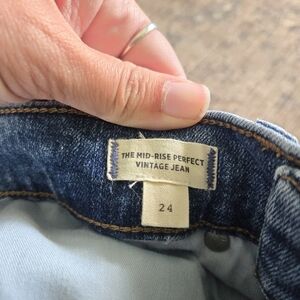 THE MID-RISE PERFECT
VINTAGE JEAN
24